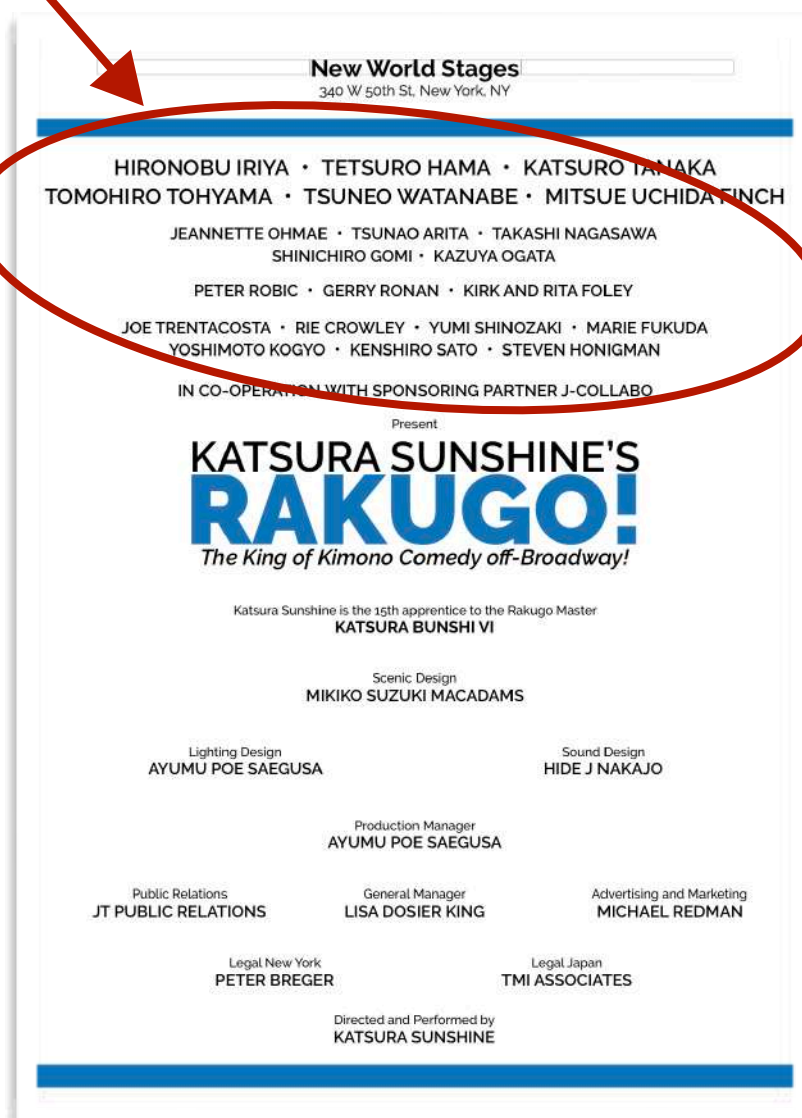 New World Stages
340 W 50th St, New York, NY
HIRONOBU IRIYA • TETSURO HAMA • KATSURO TANAKA
TOMOHIRO TOHYAMA • TSUNEO WATANABE • MITSUE UCHIDA FINCH
JEANNETTE OHMAE • TSUNAO ARITA • TAKASHI NAGASAWA
SHINICHIRO GOMI • KAZUYA OGATA
PETER ROBIC • GERRY RONAN • KIRK AND RITA FOLEY
JOE TRENTACOSTA • RIE CROWLEY • YUMI SHINOZAKI • MARIE FUKUDA
YOSHIMOTO KOGYO • KENSHIRO SATO • STEVEN HONIGMAN
IN CO-OPERATION WITH SPONSORING PARTNER J-COLLABO
Present
KATSURA SUNSHINE'S
RAKUGO!
The King of Kimono Comedy off-Broadway!
Katsura Sunshine is the 15th apprentice to the Rakugo Master
KATSURA BUNSHI VI
Scenic Design
MIKIKO SUZUKI MACADAMS
Lighting Design Sound Design
AYUMU POE SAEGUSA HIDE J NAKAJO
Production Manager
AYUMU POE SAEGUSA
Public Relations General Manager Advertising and Marketing
JT PUBLIC RELATIONS LISA DOSIER KING MICHAEL REDMAN
Legal New York Legal Japan
PETER BREGER TMI ASSOCIATES
Directed and Performed by
KATSURA SUNSHINE